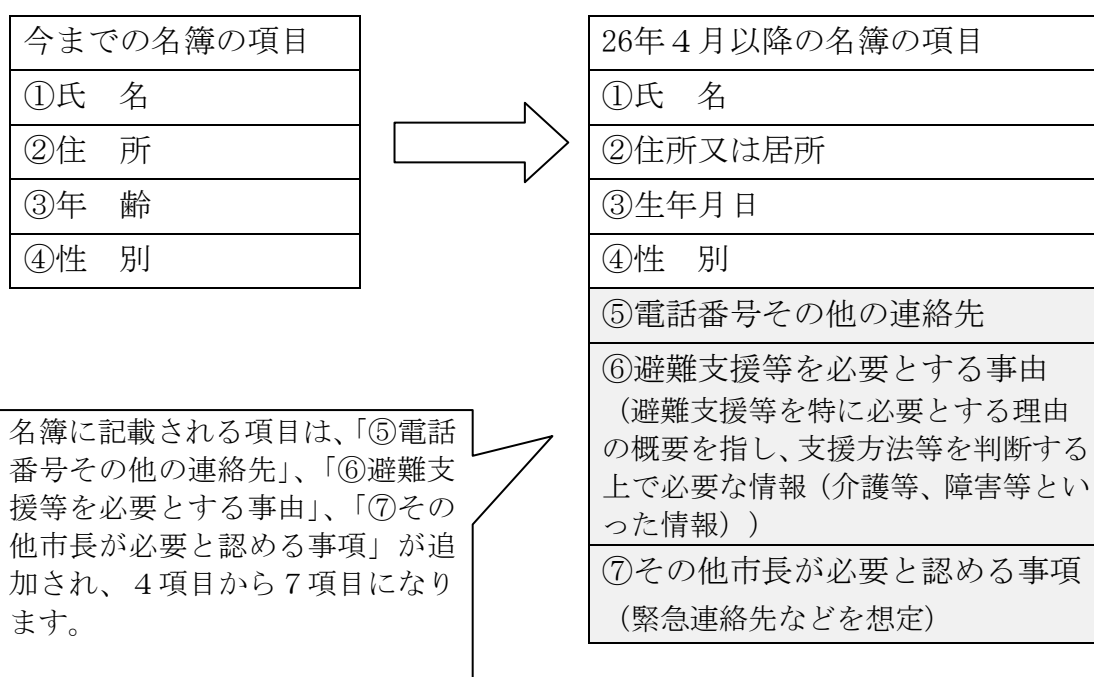 今までの名簿の項目
①氏　名
②住　所
③年　齢
④性　別
26年４月以降の名簿の項目
①氏　名
②住所又は居所
③生年月日
④性　別
⑤電話番号その他の連絡先
⑥避難支援等を必要とする事由
（避難支援等を特に必要とする理由
の概要を指し、支援方法等を判断する
上で必要な情報（介護等、障害等とい
った情報））
⑦その他市長が必要と認める事項
（緊急連絡先などを想定）
名簿に記載される項目は、「⑤電話
番号その他の連絡先」、「⑥避難支
援等を必要とする事由」、「⑦その
他市長が必要と認める事項」が追
加され、４項目から７項目になり
ます。